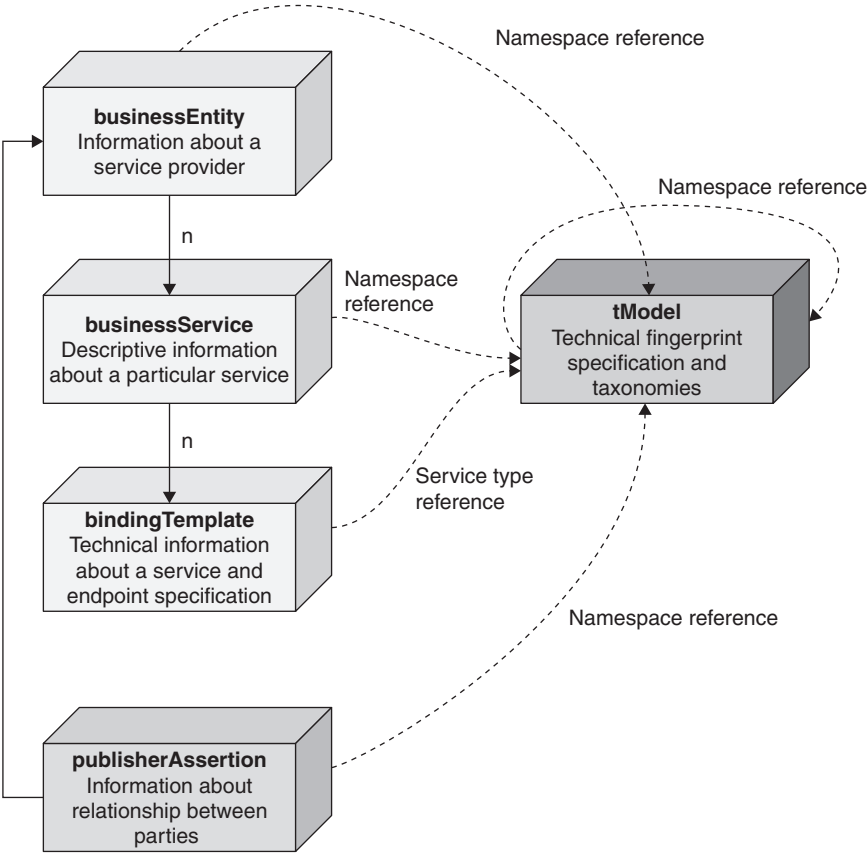 Namespace reference
businessEntity
Information about a
service provider
Namespace reference
n
Namespace
reference
businessService
Descriptive information
about a particular service
tModel
Technical fingerprint
specification and
taxonomies
n
Service type
reference
bindingTemplate
Technical information
about a service and
endpoint specification
Namespace reference
publisherAssertion
Information about
relationship between
parties